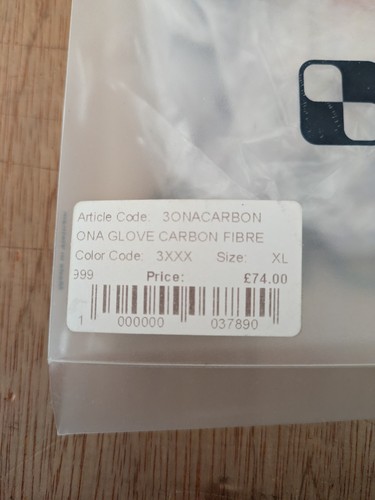 Article Code: 3ONACARBON
ONA GLOVE CARBON FIBRE
Color Code: 3XXX Size: XL
999 Price: £74.00
1 000000 037890